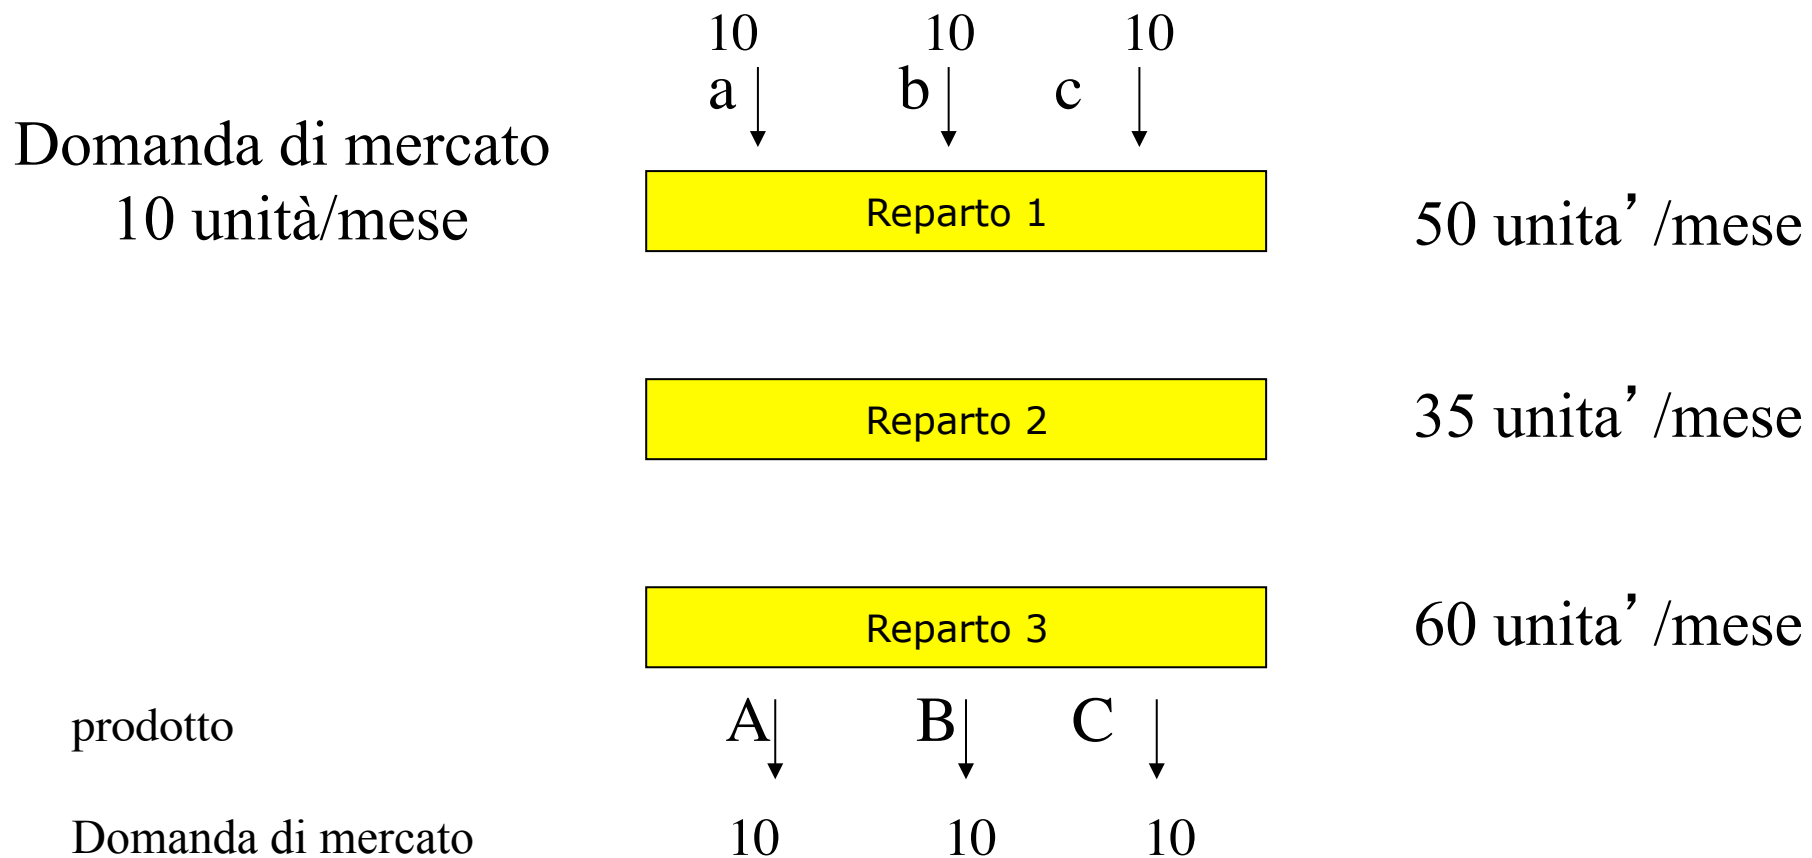 10 10 10
a b c
Domanda di mercato
10 unità/mese
Reparto 1
50 unita’ /mese
Reparto 2
35 unita’ /mese
Reparto 3
60 unita’ /mese
prodotto A B C
Domanda di mercato 10 10 10